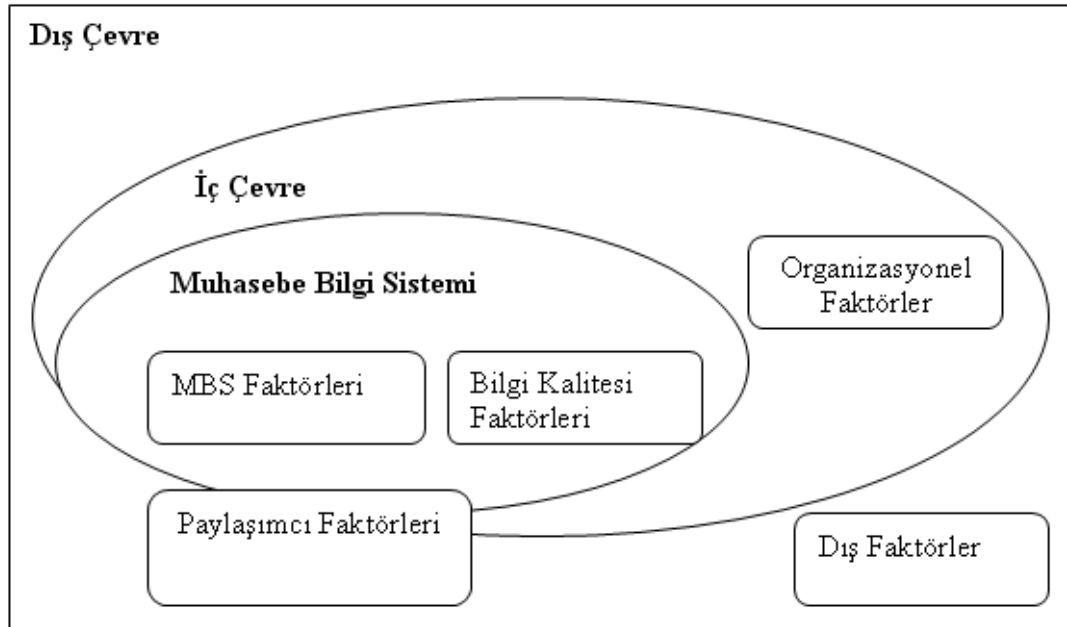 Dış Çevre
İç Çevre
Muhasebe Bilgi Sistemi
Organizasyonel
Faktörler
MBS Faktörleri
Bilgi Kalitesi
Faktörleri
Paylaşımcı Faktörleri
Dış Faktörler